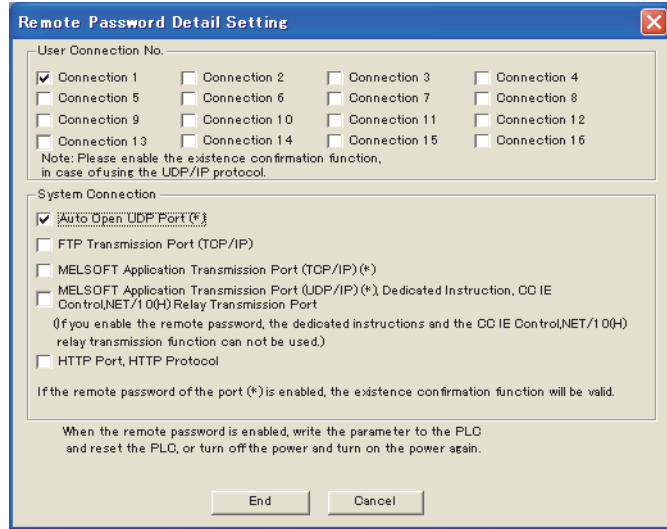 Remote Password Detail Setting
User Connection No.
Connection 1 Connection 2 Connection 3 Connection 4
Connection 5 Connection 6 Connection 7 Connection 8
Connection 9 Connection 10 Connection 11 Connection 12
Connection 13 Connection 14 Connection 15 Connection 16
Note: Please enable the existence confirmation function,
in case of using the UDP/IP protocol.
System Connection
Auto Open UDP Port (*)
FTP Transmission Port (TCP/IP)
MELSOFT Application Transmission Port (TCP/IP) (*)
MELSOFT Application Transmission Port (UDP/IP) (*), Dedicated Instruction, CC IE
Control,NET/10(H) Relay Transmission Port
(If you enable the remote password, the dedicated instructions and the CC IE Control,NET/10(H)
relay transmission function can not be used.)
HTTP Port, HTTP Protocol
If the remote password of the port (*) is enabled, the existence confirmation function will be valid.
When the remote password is enabled, write the parameter to the PLC
and reset the PLC, or turn off the power and turn on the power again.
End Cancel